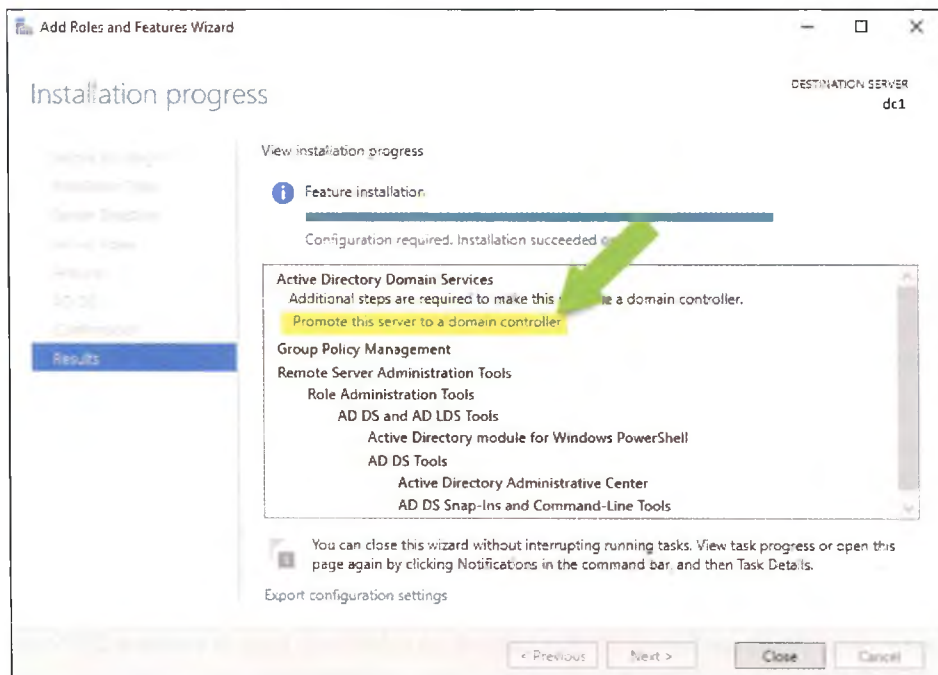 Add Roles and Features Wizard
Installation progress
DESTINATION SERVER
dc1
View installation progress
Feature installation
Configuration required. Installation succeeded
Results
Active Directory Domain Services
Additional steps are required to make this a domain controller.
Promote this server to a domain controller
Group Policy Management
Remote Server Administration Tools
Role Administration Tools
AD DS and AD LDS Tools
Active Directory module for Windows PowerShell
AD DS Tools
Active Directory Administrative Center
AD DS Snap-Ins and Command-Line Tools
You can close this wizard without interrupting running tasks. View task progress or open this
page again by clicking Notifications in the command bar, and then Task Details.
Export configuration settings
< Previous
Next >
Close
Cancel